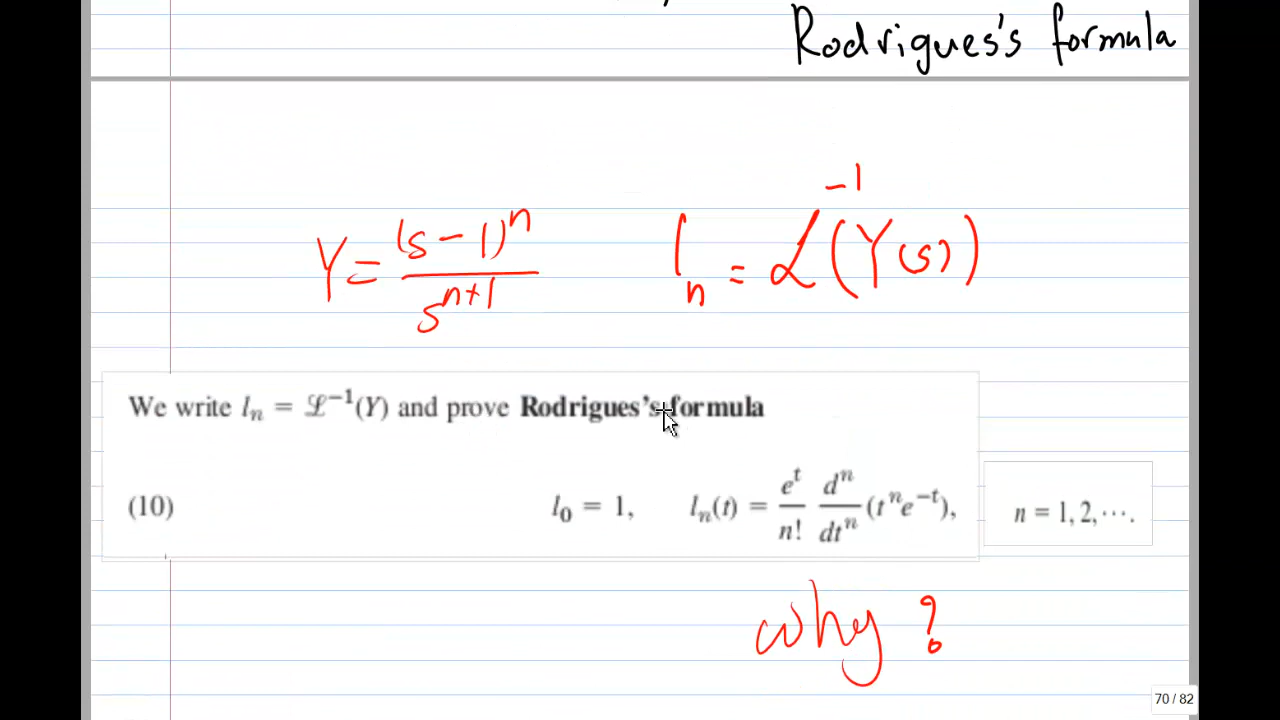 Rodrigues's formula
Y = (s-1)^n / s^{n+1}    l_n = ℒ^{-1}(Y(s))
We write l_n = ℒ^{-1}(Y) and prove Rodrigues's formula
(10)    l_0 = 1,    l_n(t) = e^t/n! d^n/dt^n (t^n e^{-t}),    n = 1, 2, ⋯.
why?
70 / 82